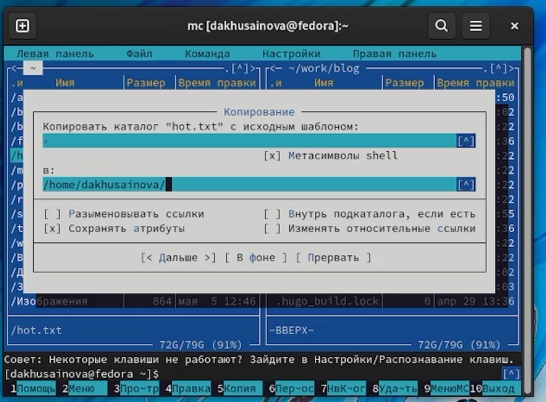 mc [dakhusainova@fedora]:~
Левая панель Файл Команда Настройки Правая панель
<— ~ .[^]> <— ~/work/blog .[^]>
.и Имя Размер Время правки .и Имя Размер Время правки
Копирование
Копировать каталог "hot.txt" с исходным шаблоном:
[^]
[x] Метасимволы shell
в:
/home/dakhusainova/ [^]
[ ] Разыменовывать ссылки [ ] Внутрь подкаталога, если есть
[x] Сохранять атрибуты [ ] Изменять относительные ссылки
[< Дальше >] [ В фоне ] [ Прервать ]
/Изображения 864 мая 5 12:46 .hugo_build.lock 0 апр 29 13:36
/hot.txt -ВВЕРХ-
72G/79G (91%) 72G/79G (91%)
Совет: Некоторые клавиши не работают? Зайдите в Настройки/Распознавание клавиш.
[dakhusainova@fedora ~]$ [^]
1Помощь 2Меню 3Про~тр 4Правка 5Копия 6Пер~ос 7НвК~ог 8Уда~ть 9МенюМС 10Выход